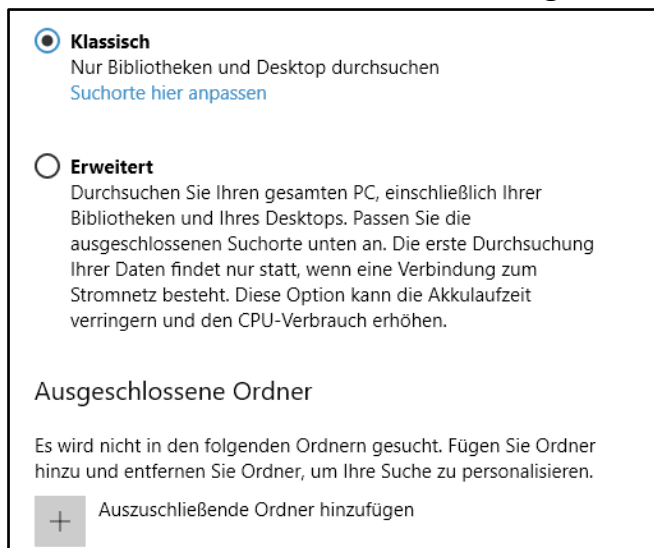 Klassisch
Nur Bibliotheken und Desktop durchsuchen
Suchorte hier anpassen
Erweitert
Durchsuchen Sie Ihren gesamten PC, einschließlich Ihrer
Bibliotheken und Ihres Desktops. Passen Sie die
ausgeschlossenen Suchorte unten an. Die erste Durchsuchung
Ihrer Daten findet nur statt, wenn eine Verbindung zum
Stromnetz besteht. Diese Option kann die Akkulaufzeit
verringern und den CPU-Verbrauch erhöhen.
Ausgeschlossene Ordner
Es wird nicht in den folgenden Ordnern gesucht. Fügen Sie Ordner
hinzu und entfernen Sie Ordner, um Ihre Suche zu personalisieren.
Auszuschließende Ordner hinzufügen